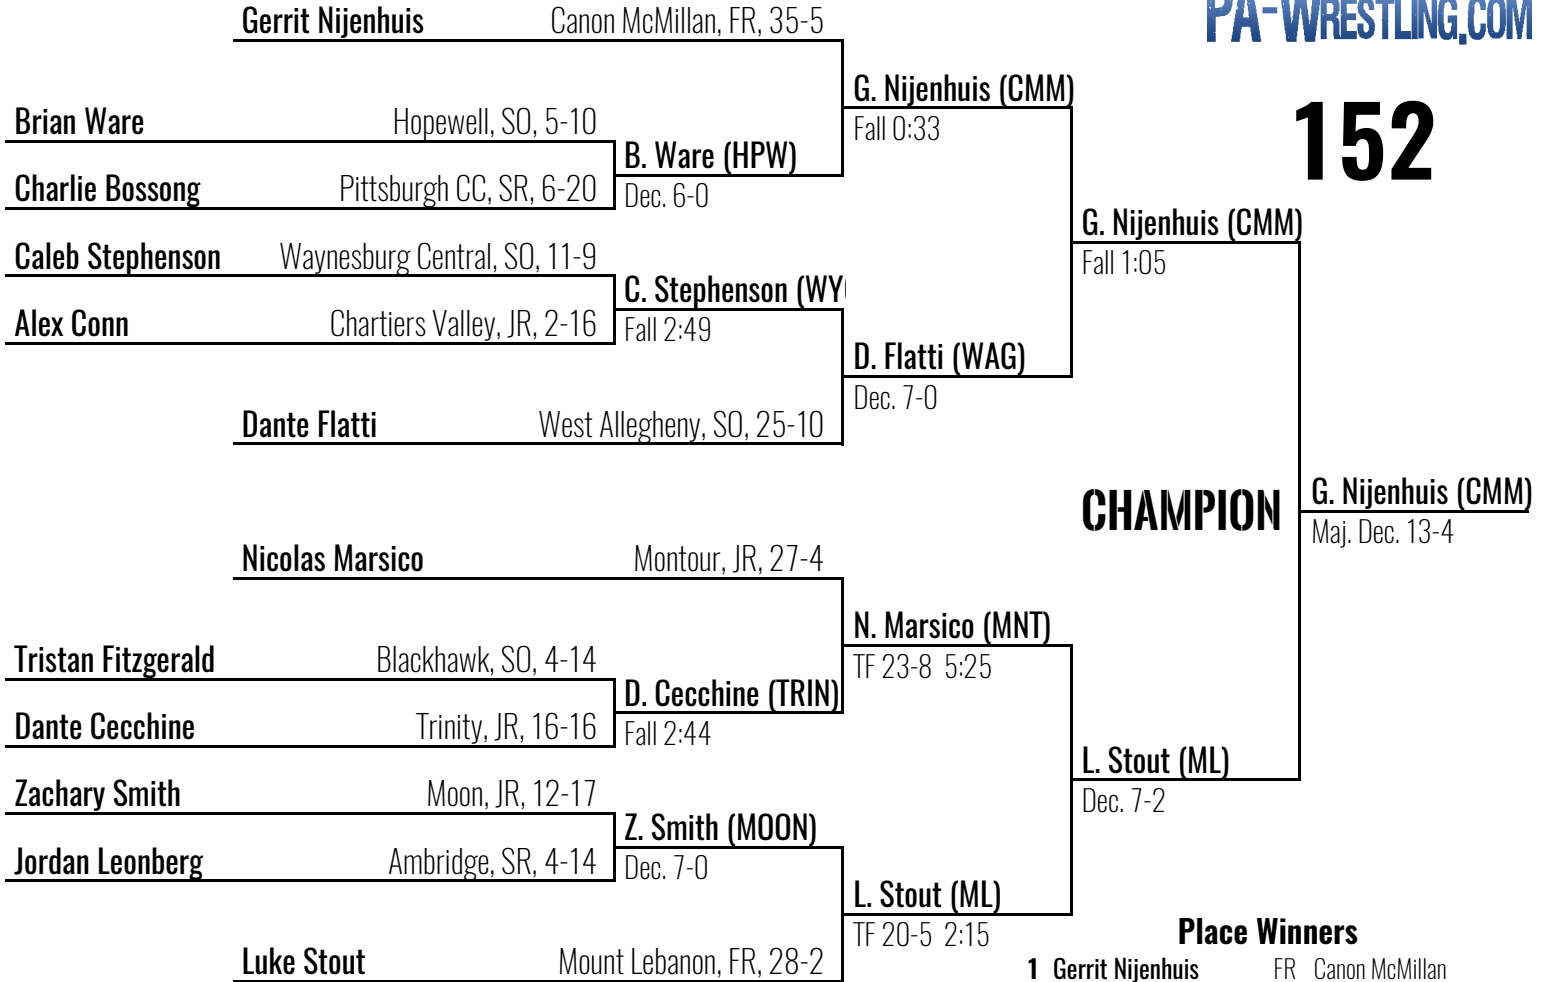 PA-WRESTLING.COM
152
Gerrit Nijenhuis Canon McMillan, FR, 35-5
G. Nijenhuis (CMM)
Fall 0:33
Brian Ware Hopewell, SO, 5-10
B. Ware (HPW)
Dec. 6-0
Charlie Bossong Pittsburgh CC, SR, 6-20
G. Nijenhuis (CMM)
Fall 1:05
Caleb Stephenson Waynesburg Central, SO, 11-9
C. Stephenson (WY
Fall 2:49
Alex Conn Chartiers Valley, JR, 2-16
D. Flatti (WAG)
Dec. 7-0
Dante Flatti West Allegheny, SO, 25-10
CHAMPION
G. Nijenhuis (CMM)
Maj. Dec. 13-4
Nicolas Marsico Montour, JR, 27-4
N. Marsico (MNT)
TF 23-8 5:25
Tristan Fitzgerald Blackhawk, SO, 4-14
D. Cecchine (TRIN)
Fall 2:44
Dante Cecchine Trinity, JR, 16-16
L. Stout (ML)
Dec. 7-2
Zachary Smith Moon, JR, 12-17
Z. Smith (MOON)
Dec. 7-0
Jordan Leonberg Ambridge, SR, 4-14
L. Stout (ML)
TF 20-5 2:15
Luke Stout Mount Lebanon, FR, 28-2
Place Winners
1 Gerrit Nijenhuis FR Canon McMillan